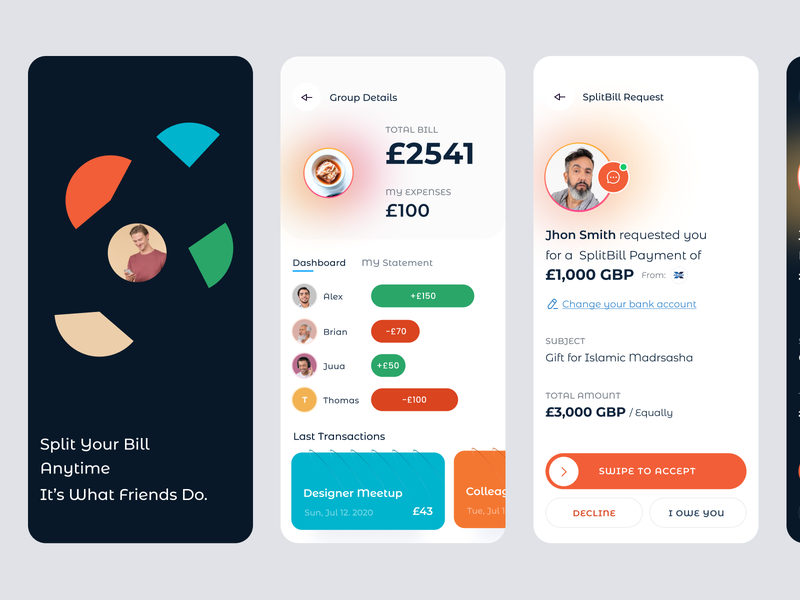 Split Your Bill
Anytime
It's What Friends Do.
Group Details
TOTAL BILL
£2541
MY EXPENSES
£100
Dashboard MY Statement
Alex +£150
Brian -£70
Juua +£50
T Thomas -£100
Last Transactions
Designer Meetup
Sun, Jul 12. 2020 £43
Colleag
Tue, Jul 1
SplitBill Request
Jhon Smith requested you
for a SplitBill Payment of
£1,000 GBP From:
Change your bank account
SUBJECT
Gift for Islamic Madrsasha
TOTAL AMOUNT
£3,000 GBP / Equally
SWIPE TO ACCEPT
DECLINE I OWE YOU